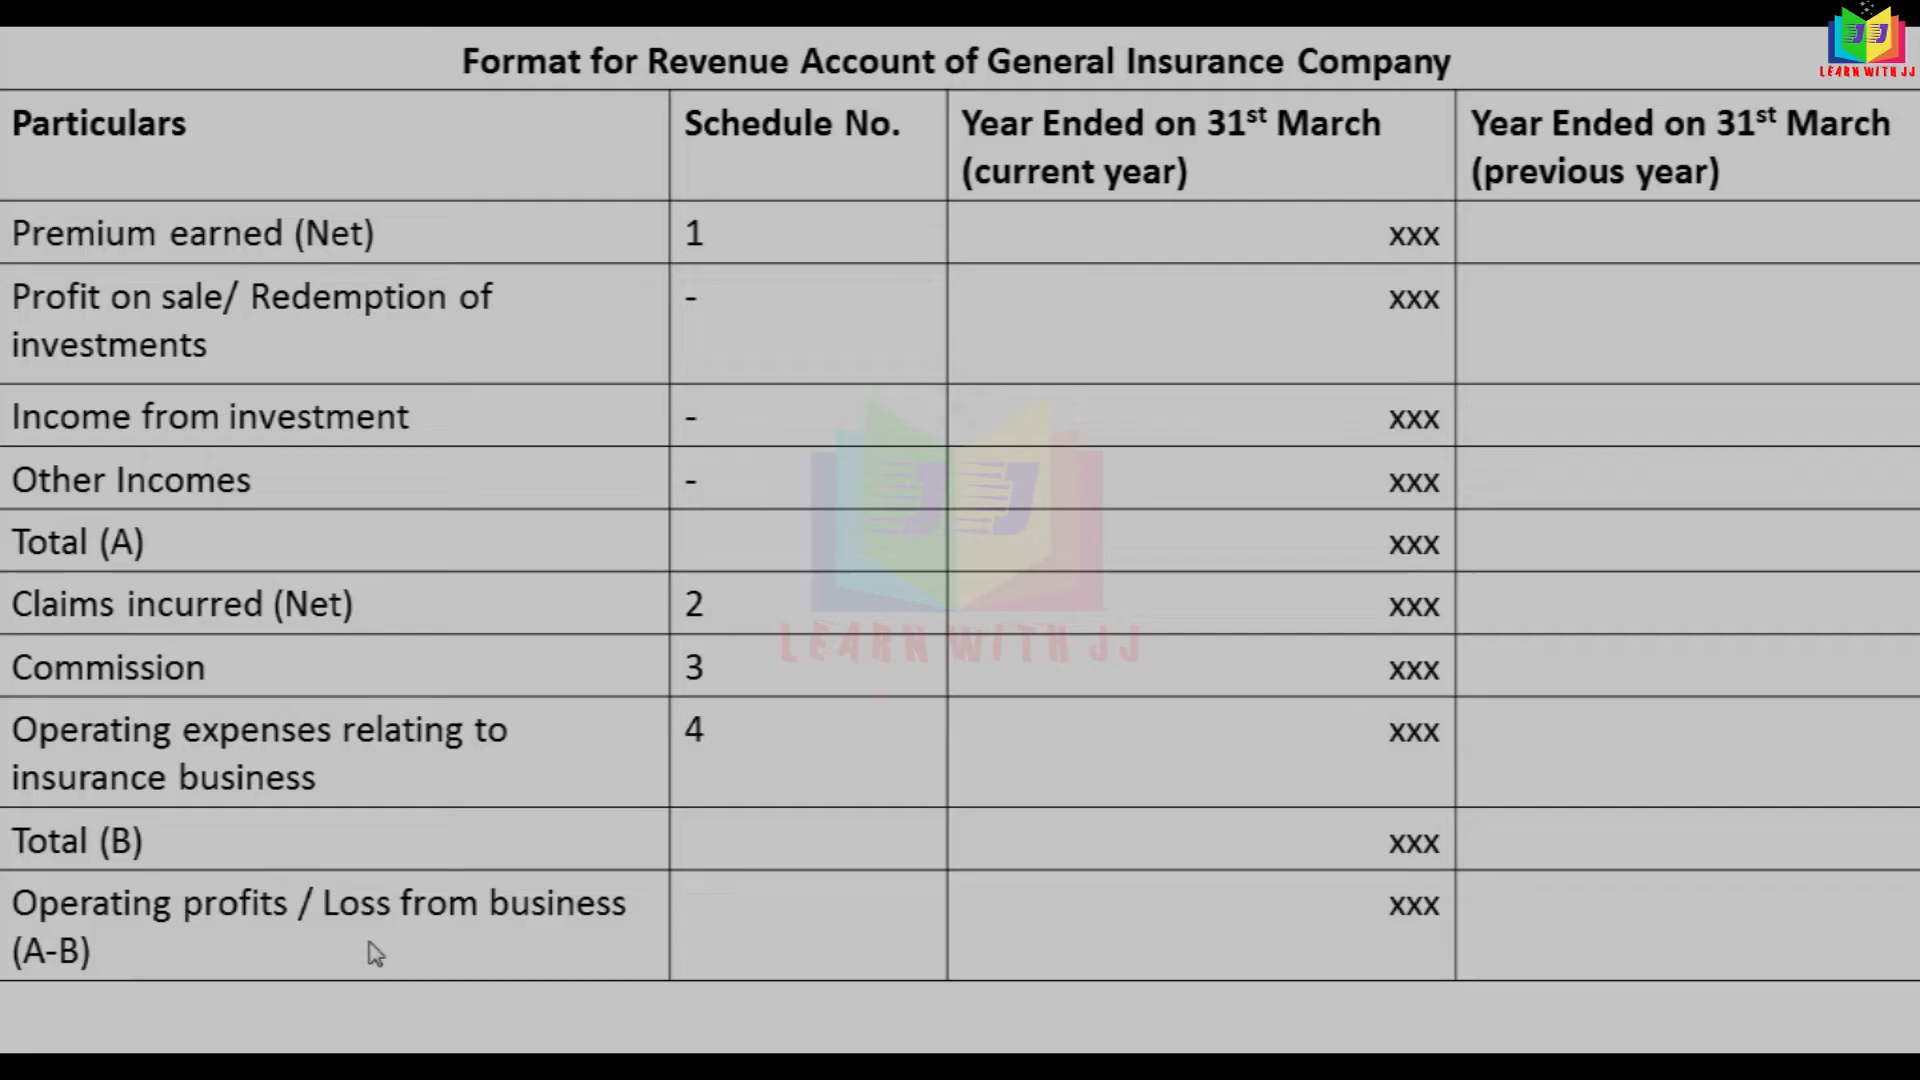 Format for Revenue Account of General Insurance Company
LEARN WITH JJ
Particulars
Schedule No.
Year Ended on 31st March
(current year)
Year Ended on 31st March
(previous year)
Premium earned (Net)
1
xxx
Profit on sale/ Redemption of
investments
-
xxx
Income from investment
-
xxx
Other Incomes
-
xxx
Total (A)
xxx
Claims incurred (Net)
2
xxx
LEARN WITH JJ
Commission
3
xxx
Operating expenses relating to
insurance business
4
xxx
Total (B)
xxx
Operating profits / Loss from business
(A-B)
xxx